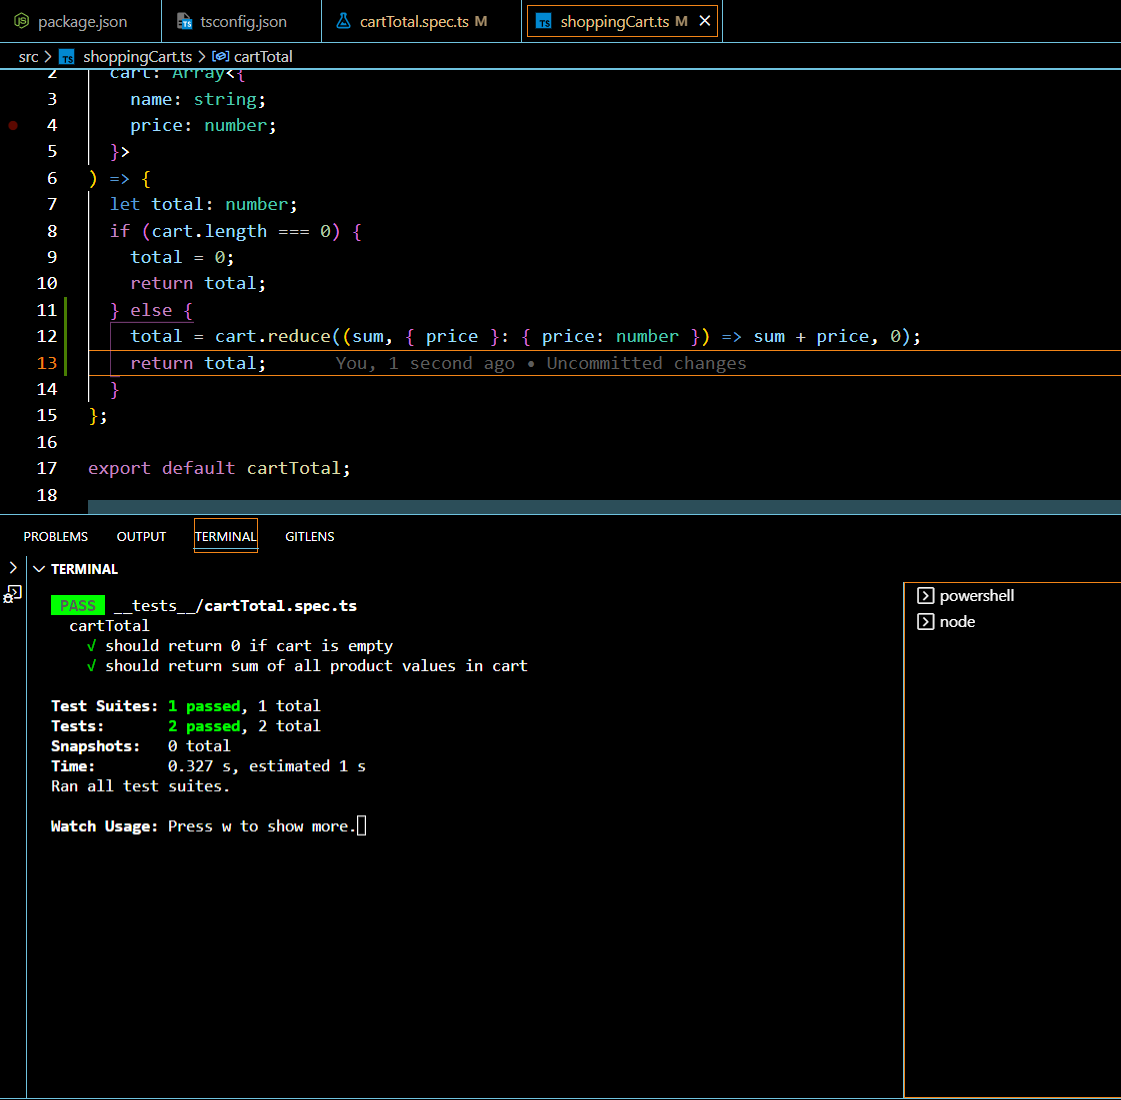 package.json
tsconfig.json
cartTotal.spec.ts M
shoppingCart.ts M
src > shoppingCart.ts > cartTotal
2 cart: Array<{
3 name: string;
4 price: number;
5 }>
6 ) => {
7 let total: number;
8 if (cart.length === 0) {
9 total = 0;
10 return total;
11 } else {
12 total = cart.reduce((sum, { price }: { price: number }) => sum + price, 0);
13 return total; You, 1 second ago • Uncommitted changes
14 }
15 };
16
17 export default cartTotal;
18
PROBLEMS OUTPUT TERMINAL GITLENS
TERMINAL
PASS __tests__/cartTotal.spec.ts
cartTotal
√ should return 0 if cart is empty
√ should return sum of all product values in cart
Test Suites: 1 passed, 1 total
Tests: 2 passed, 2 total
Snapshots: 0 total
Time: 0.327 s, estimated 1 s
Ran all test suites.
Watch Usage: Press w to show more.
powershell
node